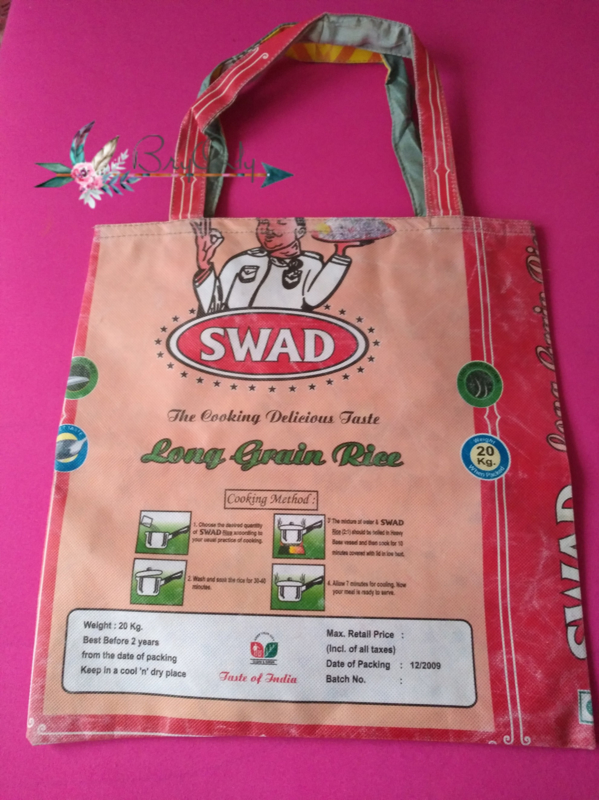 SWAD
The Cooking Delicious Taste
Long Grain Rice
Weight
20
Kg.
When Packed
Cooking Method :
1. Choose the desired quantity
of SWAD Rice according to
your usual practice of cooking.
2. Wash and soak the rice for 30-40
minutes.
3 The mixture of water & SWAD
Rice (2:1) should be boiled in Heavy
Base vessel and then cook for 10
minutes covered with lid in low heat.
4. Allow 7 minutes for cooling. Now
your meal is ready to serve.
Weight : 20 Kg.
Best Before 2 years
from the date of packing
Keep in a cool 'n' dry place
Taste of India
Max. Retail Price :
(Incl. of all taxes)
Date of Packing : 12/2009
Batch No. :
SWAD Long Grain Ric